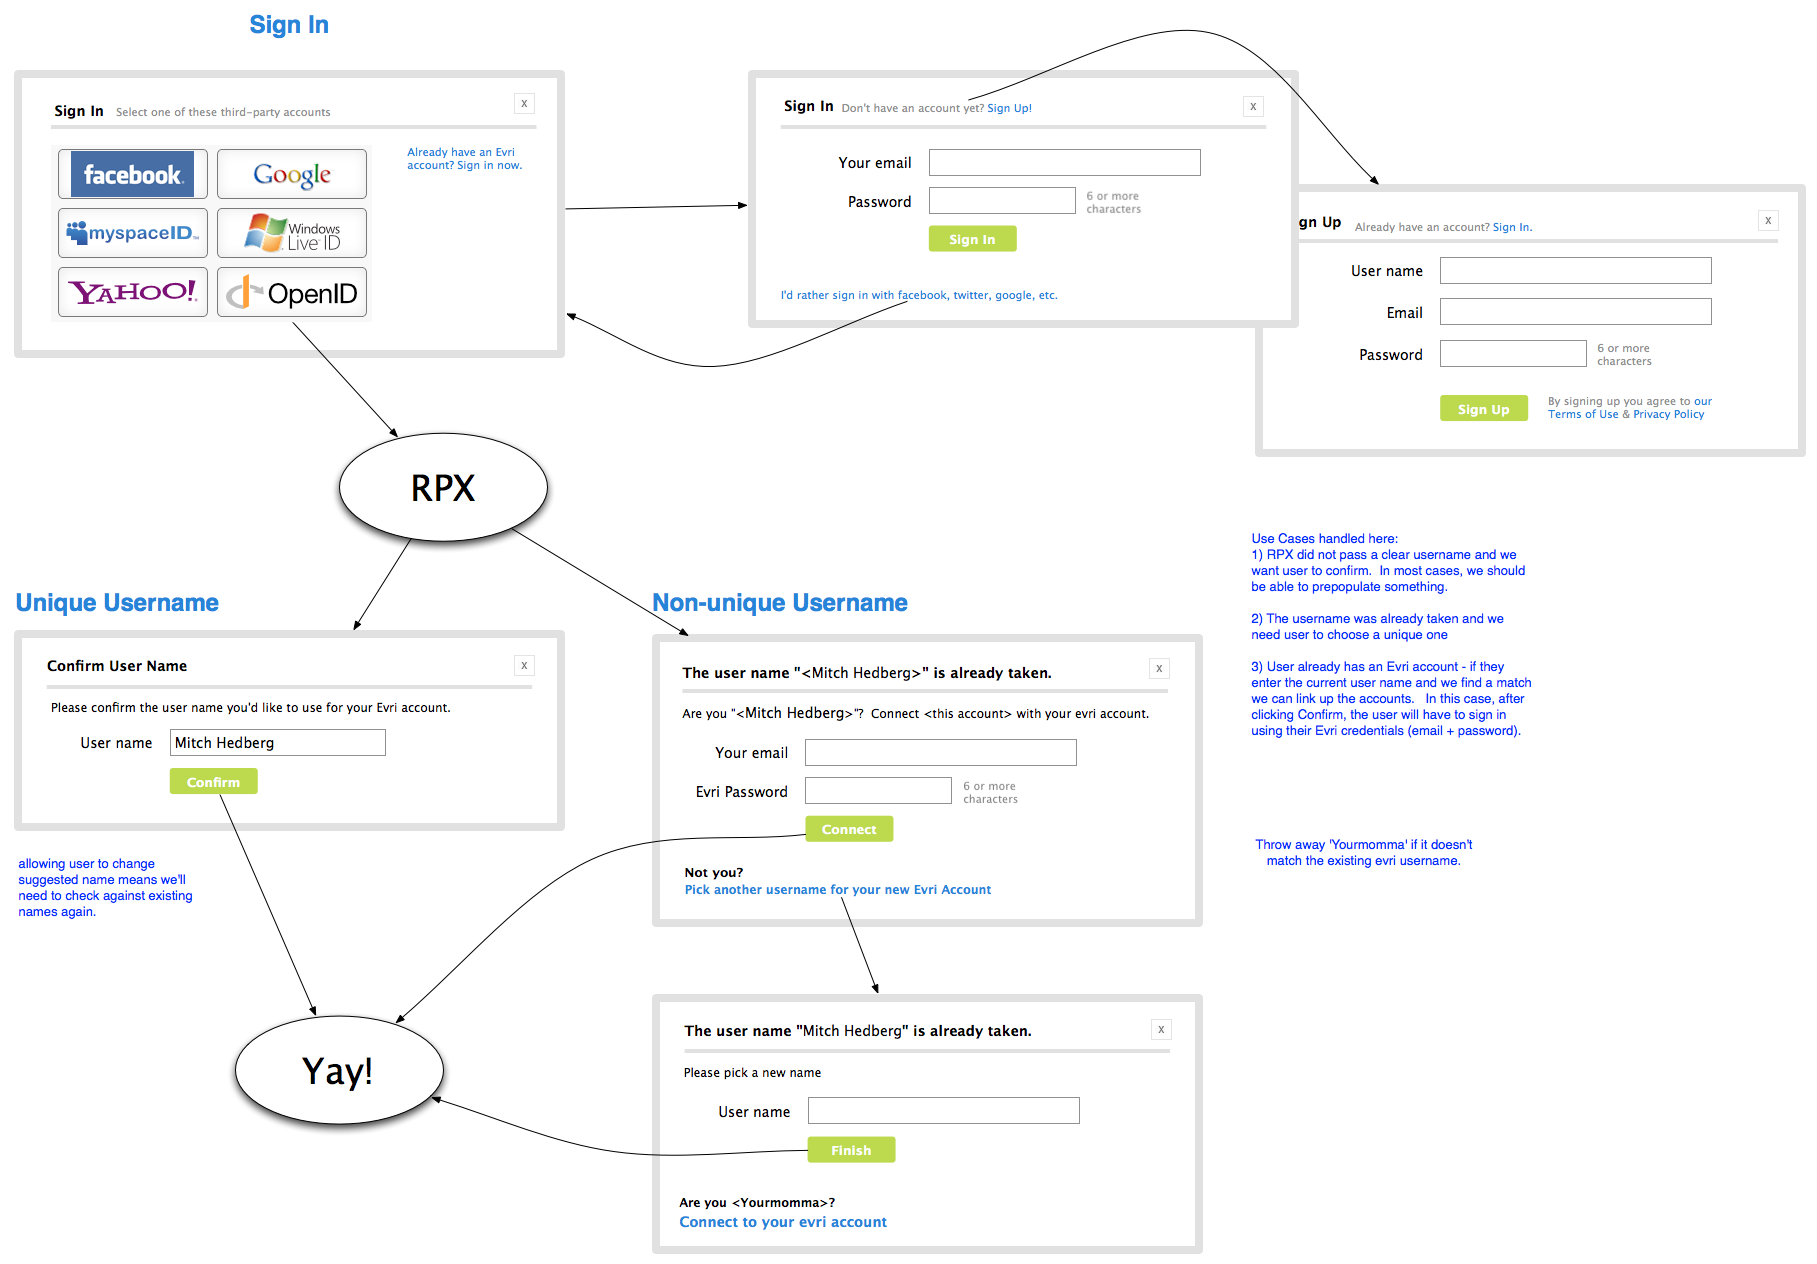 Sign In
Sign In Select one of these third-party accounts
x
facebook.
Google
Already have an Evri
account? Sign in now.
myspaceID™
Windows
Live ID
YAHOO!
OpenID
Sign In Don't have an account yet? Sign Up!
x
Your email
Password
6 or more
characters
Sign In
I'd rather sign in with facebook, twitter, google, etc.
gn Up Already have an account? Sign In.
x
User name
Email
Password
6 or more
characters
Sign Up
By signing up you agree to our
Terms of Use & Privacy Policy
RPX
Unique Username
Confirm User Name
x
Please confirm the user name you'd like to use for your Evri account.
User name Mitch Hedberg
Confirm
allowing user to change
suggested name means we'll
need to check against existing
names again.
Non-unique Username
The user name "<Mitch Hedberg>" is already taken.
x
Are you "<Mitch Hedberg>"? Connect <this account> with your evri account.
Your email
Evri Password
6 or more
characters
Connect
Not you?
Pick another username for your new Evri Account
Use Cases handled here:
1) RPX did not pass a clear username and we
want user to confirm. In most cases, we should
be able to prepopulate something.
2) The username was already taken and we
need user to choose a unique one
3) User already has an Evri account - if they
enter the current user name and we find a match
we can link up the accounts. In this case, after
clicking Confirm, the user will have to sign in
using their Evri credentials (email + password).
Throw away 'Yourmomma' if it doesn't
match the existing evri username.
Yay!
The user name "Mitch Hedberg" is already taken.
x
Please pick a new name
User name
Finish
Are you <Yourmomma>?
Connect to your evri account